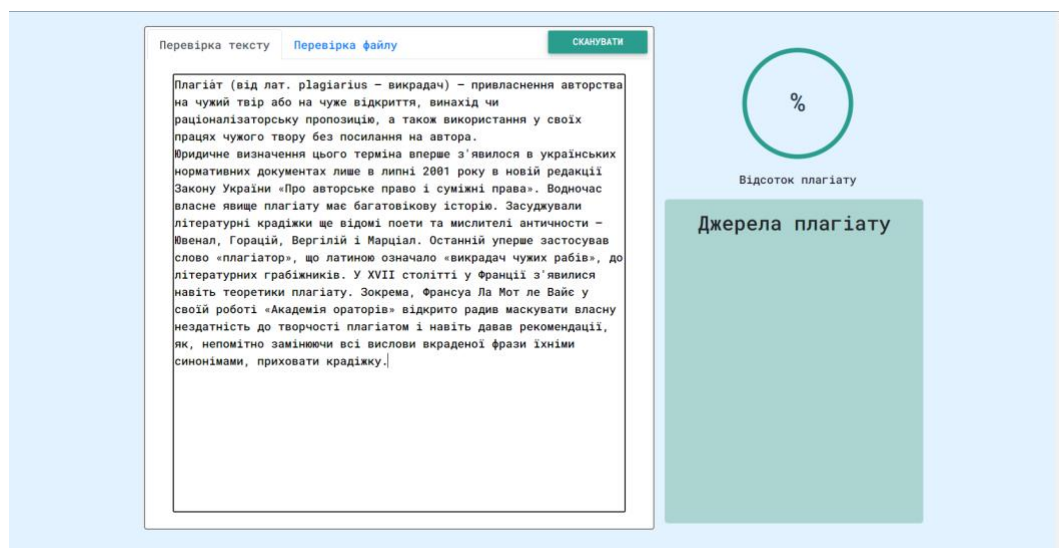 Перевірка тексту
Перевірка файлу
СКАНУВАТИ
Плагіа́т (від лат. plagiarius – викрадач) – привласнення авторства
на чужий твір або на чуже відкриття, винахід чи
раціоналізаторську пропозицію, а також використання у своїх
працях чужого твору без посилання на автора.
Юридичне визначення цього терміна вперше з'явилося в українських
нормативних документах лише в липні 2001 року в новій редакції
Закону України «Про авторське право і суміжні права». Водночас
власне явище плагіату має багатовікову історію. Засуджували
літературні крадіжки ще відомі поети та мислителі античности –
Ювенал, Горацій, Вергілій і Марціал. Останній уперше застосував
слово «плагіатор», що латиною означало «викрадач чужих рабів», до
літературних грабіжників. У XVII столітті у Франції з'явилися
навіть теоретики плагіату. Зокрема, Франсуа Ла Мот ле Вайє у
своїй роботі «Академія ораторів» відкрито радив маскувати власну
нездатність до творчості плагіатом і навіть давав рекомендації,
як, непомітно замінюючи всі вислови вкраденої фрази їхніми
синонімами, приховати крадіжку.
%
Відсоток плагіату
Джерела плагіату